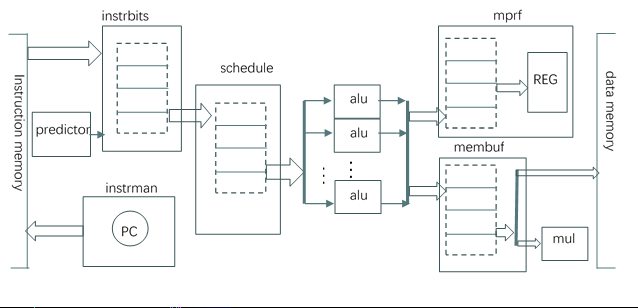 instrbits
mprf
schedule
Instruction memory
predictor
alu
alu
alu
REG
data memory
membuf
instrman
PC
mul